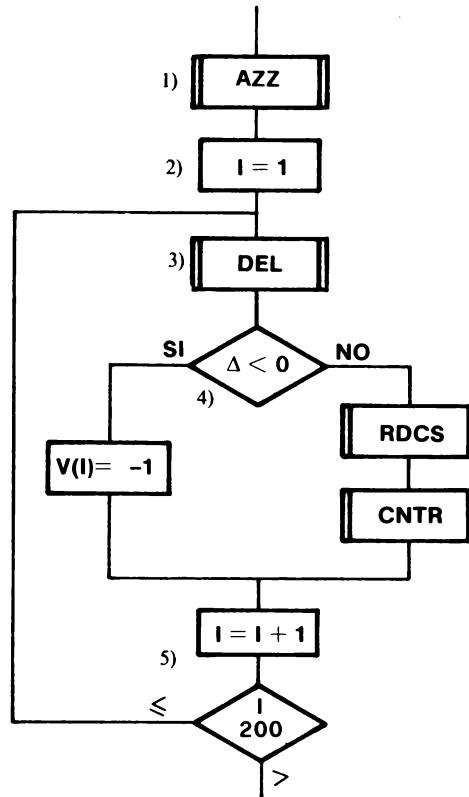 1) AZZ
2) I = 1
3) DEL
SI Δ < 0 NO
4)
RDCS
V(I)= -1
CNTR
I = I + 1
5)
≤ I
200
>